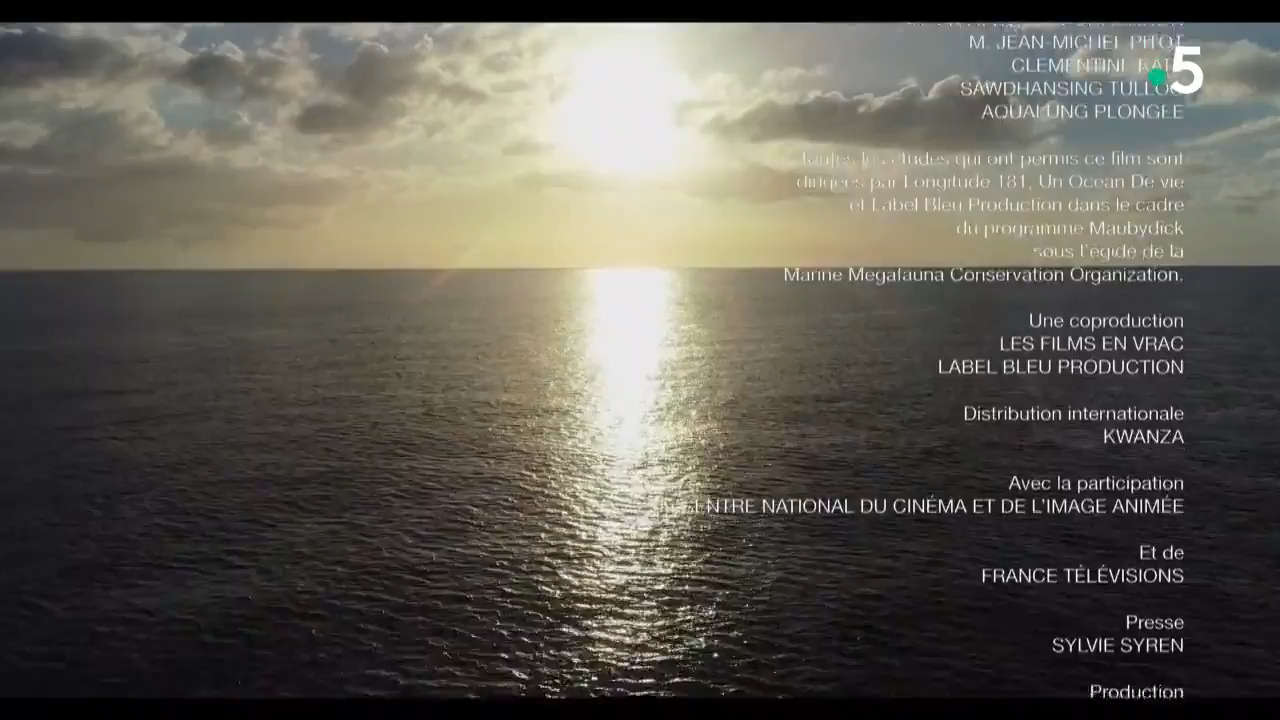 M. JEAN-MICHEL PITOT
CLEMENTINE
SAWDHANSING
AQUALUNG PLONGEE
5
Toutes les études qui ont permis ce film sont
dirigées par Longitude 181, Un Ocean De vie
et Label Bleu Production dans le cadre
du programme Maubydick
sous l'égide de la
Marine Megafauna Conservation Organization.
Une coproduction
LES FILMS EN VRAC
LABEL BLEU PRODUCTION
Distribution internationale
KWANZA
Avec la participation
CENTRE NATIONAL DU CINÉMA ET DE L'IMAGE ANIMÉE
Et de
FRANCE TÉLÉVISIONS
Presse
SYLVIE SYREN
Production